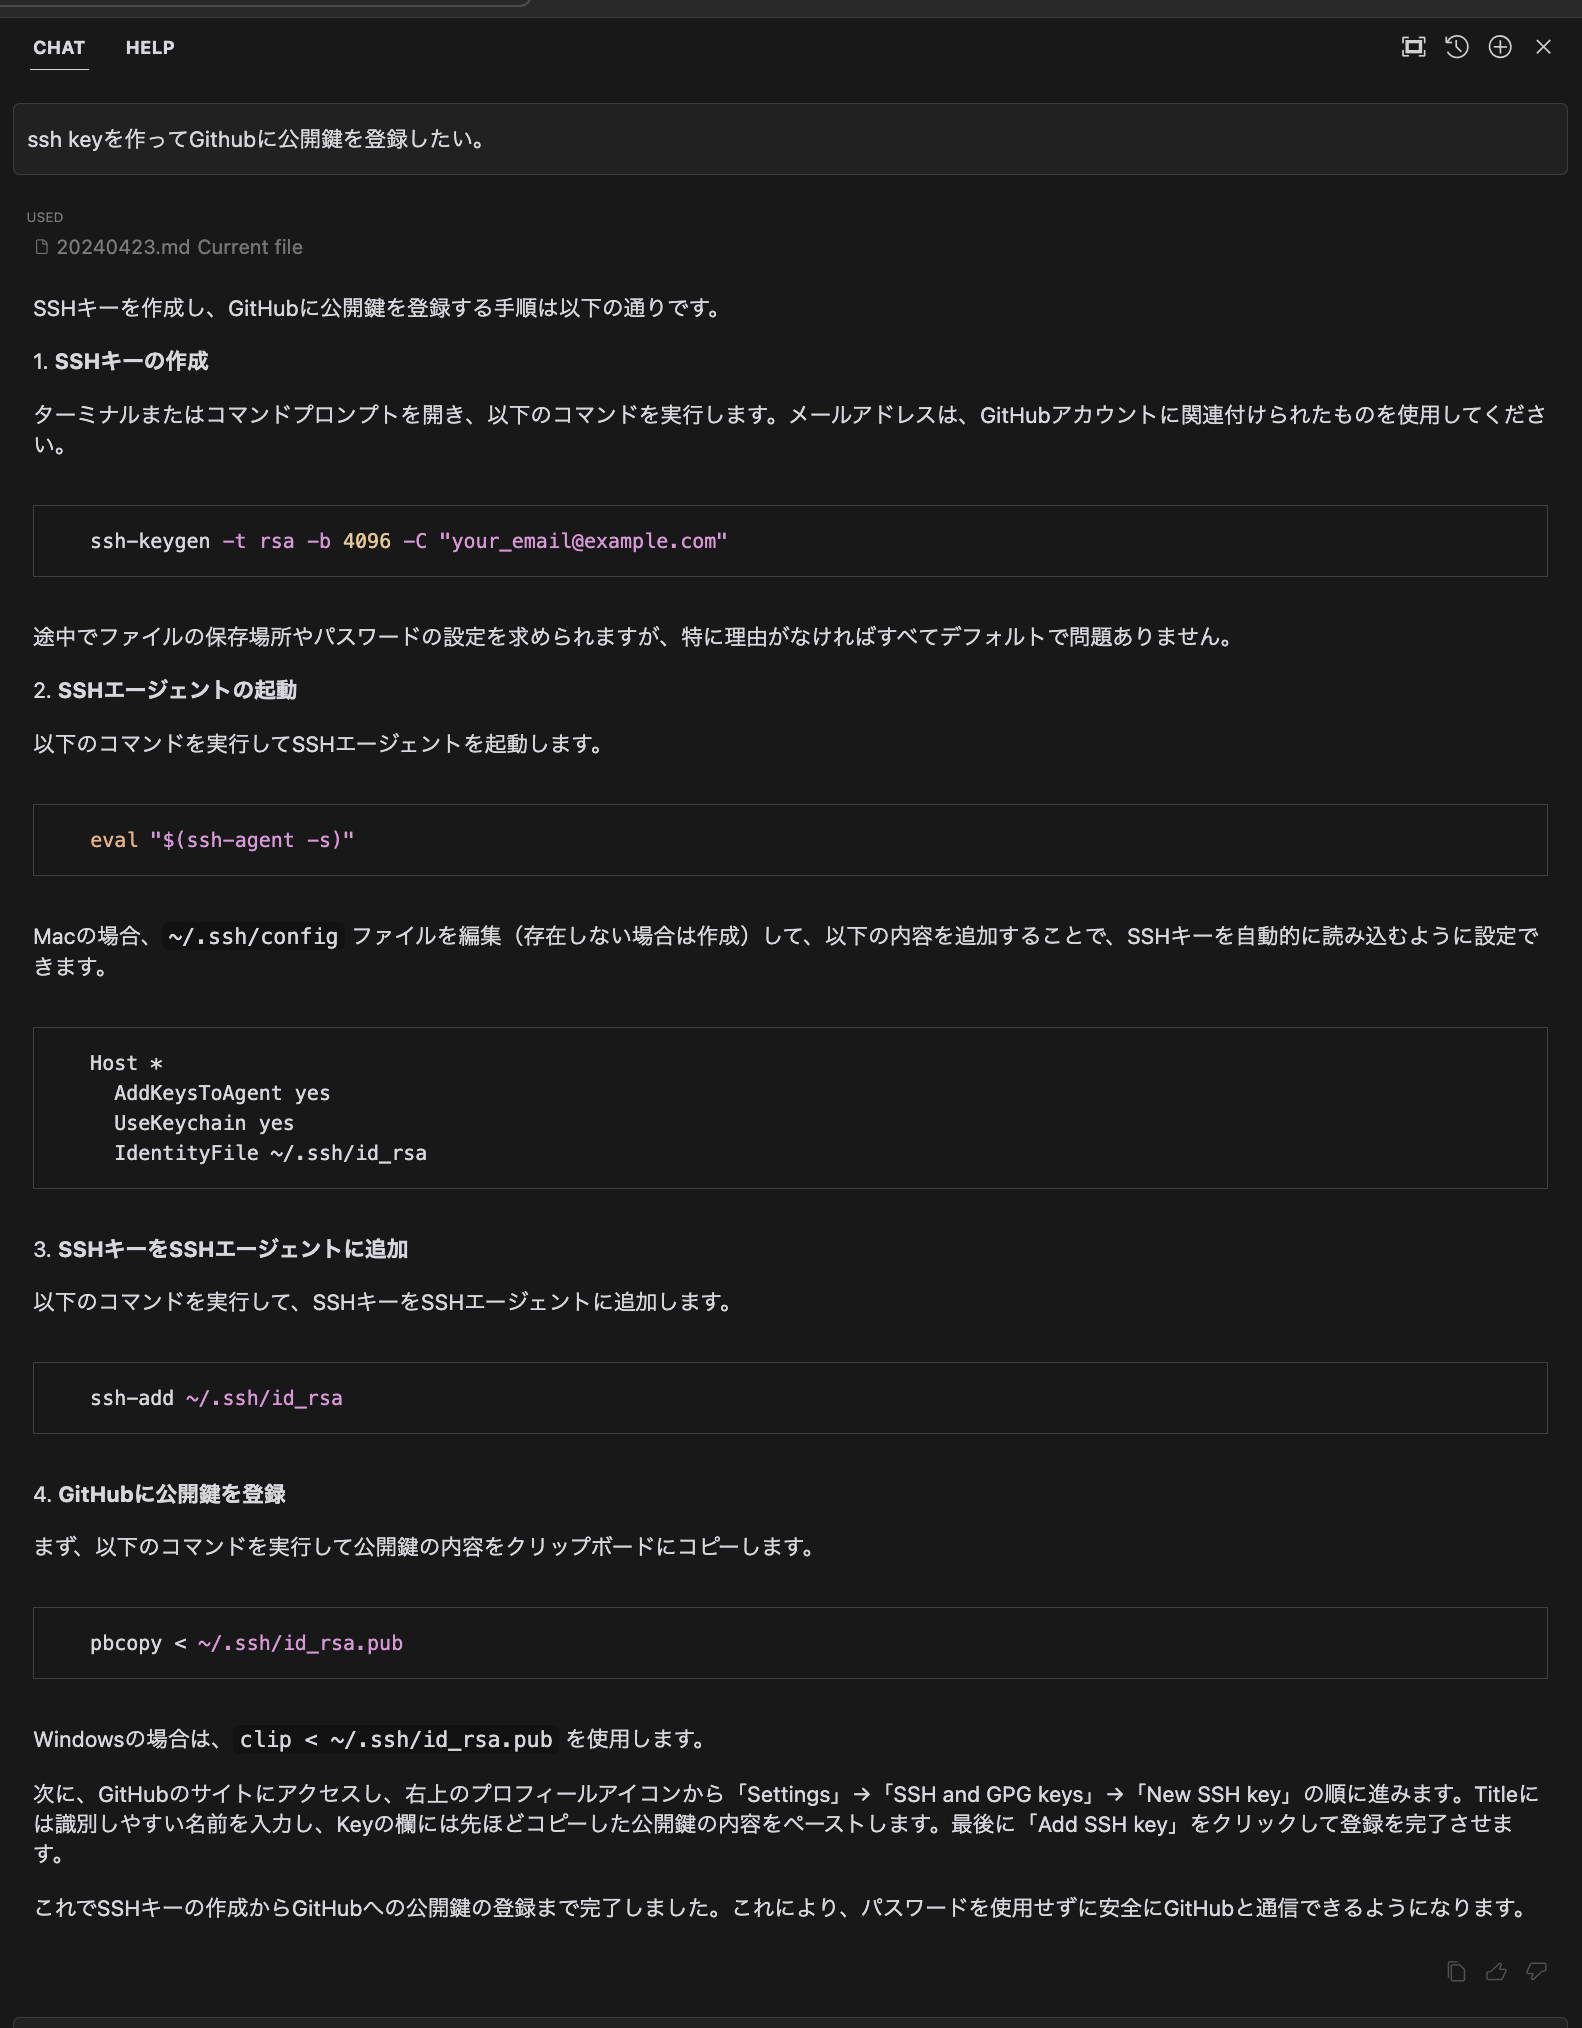 CHAT HELP
ssh keyを作ってGithubに公開鍵を登録したい。
USED
20240423.md Current file
SSHキーを作成し、GitHubに公開鍵を登録する手順は以下の通りです。
1. SSHキーの作成
ターミナルまたはコマンドプロンプトを開き、以下のコマンドを実行します。メールアドレスは、GitHubアカウントに関連付けられたものを使用してくださ
い。
ssh-keygen -t rsa -b 4096 -C "your_email@example.com"
途中でファイルの保存場所やパスワードの設定を求められますが、特に理由がなければすべてデフォルトで問題ありません。
2. SSHエージェントの起動
以下のコマンドを実行してSSHエージェントを起動します。
eval "$(ssh-agent -s)"
Macの場合、 ~/.ssh/config ファイルを編集（存在しない場合は作成）して、以下の内容を追加することで、SSHキーを自動的に読み込むように設定で
きます。
Host *
  AddKeysToAgent yes
  UseKeychain yes
  IdentityFile ~/.ssh/id_rsa
3. SSHキーをSSHエージェントに追加
以下のコマンドを実行して、SSHキーをSSHエージェントに追加します。
ssh-add ~/.ssh/id_rsa
4. GitHubに公開鍵を登録
まず、以下のコマンドを実行して公開鍵の内容をクリップボードにコピーします。
pbcopy < ~/.ssh/id_rsa.pub
Windowsの場合は、 clip < ~/.ssh/id_rsa.pub を使用します。
次に、GitHubのサイトにアクセスし、右上のプロフィールアイコンから「Settings」→「SSH and GPG keys」→「New SSH key」の順に進みます。Titleに
は識別しやすい名前を入力し、Keyの欄には先ほどコピーした公開鍵の内容をペーストします。最後に「Add SSH key」をクリックして登録を完了させま
す。
これでSSHキーの作成からGitHubへの公開鍵の登録まで完了しました。これにより、パスワードを使用せずに安全にGitHubと通信できるようになります。